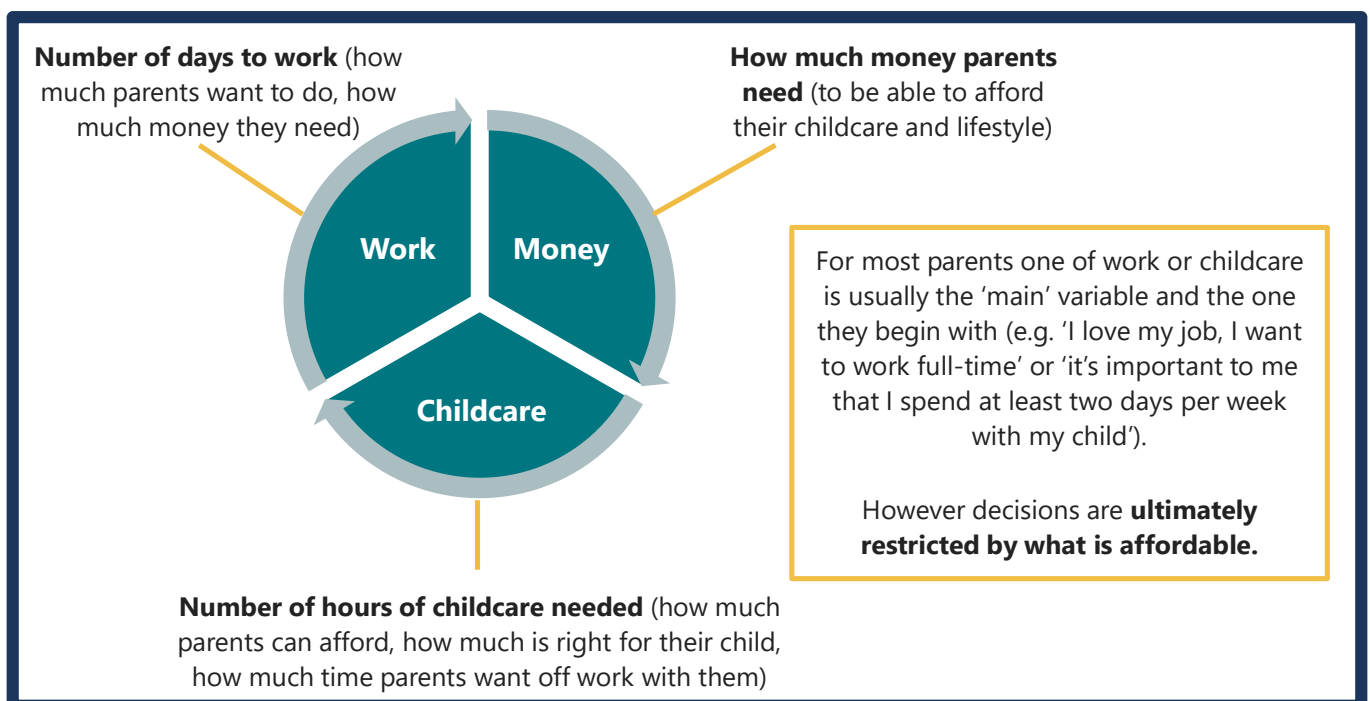 Number of days to work (how
much parents want to do, how
much money they need)
How much money parents
need (to be able to afford
their childcare and lifestyle)
Work
Money
Childcare
For most parents one of work or childcare
is usually the ‘main’ variable and the one
they begin with (e.g. ‘I love my job, I want
to work full-time’ or ‘it’s important to me
that I spend at least two days per week
with my child’).
However decisions are ultimately
restricted by what is affordable.
Number of hours of childcare needed (how much
parents can afford, how much is right for their child,
how much time parents want off work with them)